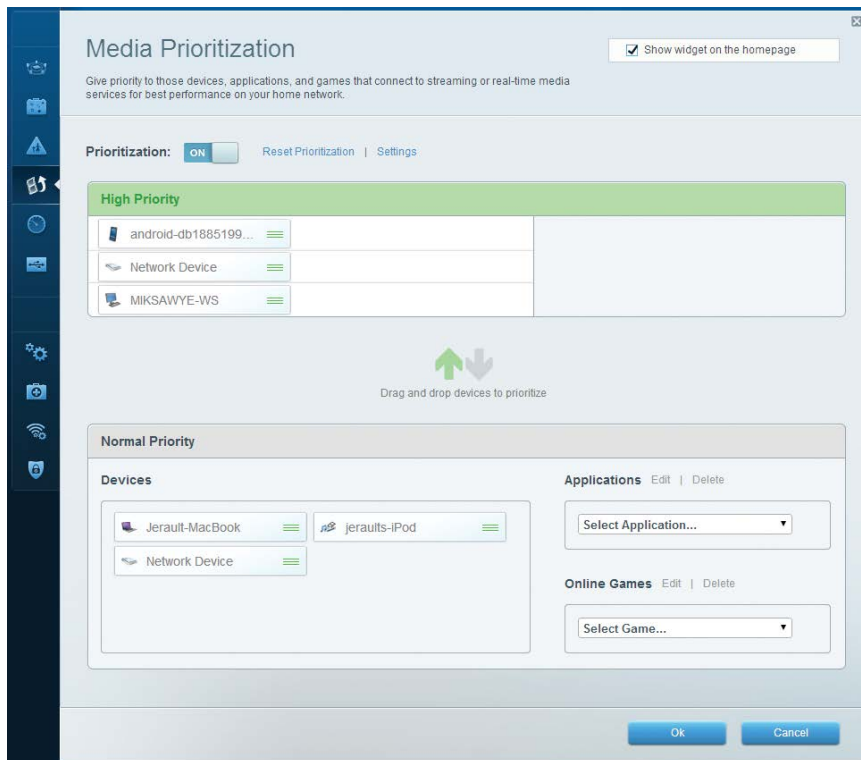 Media Prioritization
Show widget on the homepage
Give priority to those devices, applications, and games that connect to streaming or real-time media
services for best performance on your home network.
Prioritization: ON Reset Prioritization | Settings
High Priority
android-db1885199...
Network Device
MIKSAWYE-WS
Drag and drop devices to prioritize
Normal Priority
Devices
Jerault-MacBook
jeraults-iPod
Network Device
Applications Edit | Delete
Select Application...
Online Games Edit | Delete
Select Game...
Ok
Cancel